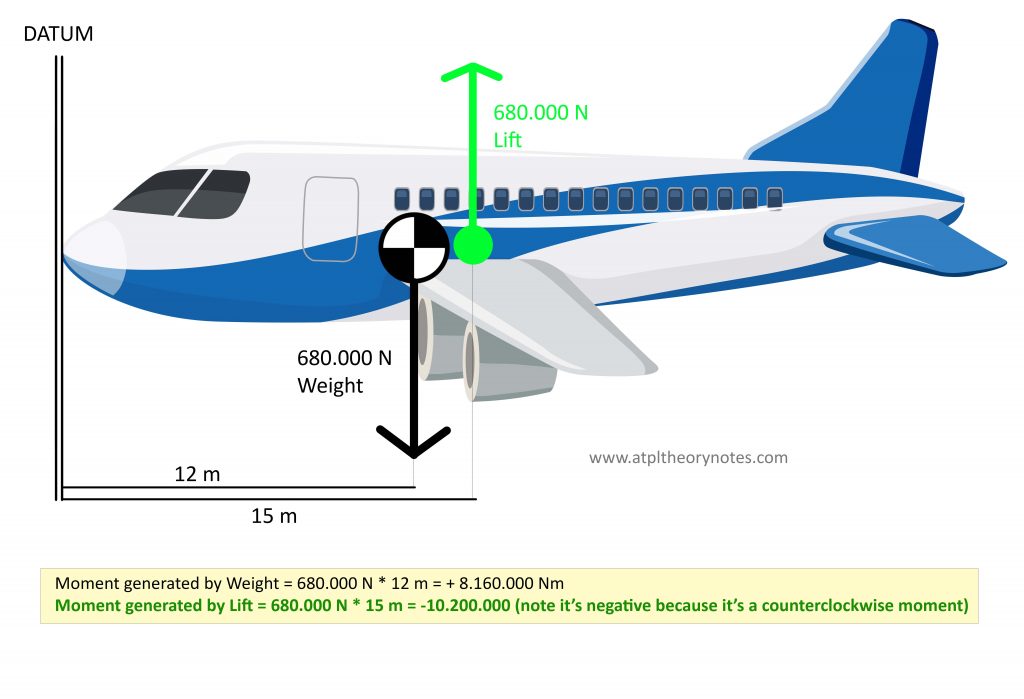 DATUM
680.000 N
Lift
680.000 N
Weight
www.atpltheorynotes.com
12 m
15 m
Moment generated by Weight = 680.000 N * 12 m = + 8.160.000 Nm
Moment generated by Lift = 680.000 N * 15 m = -10.200.000 (note it's negative because it's a counterclockwise moment)